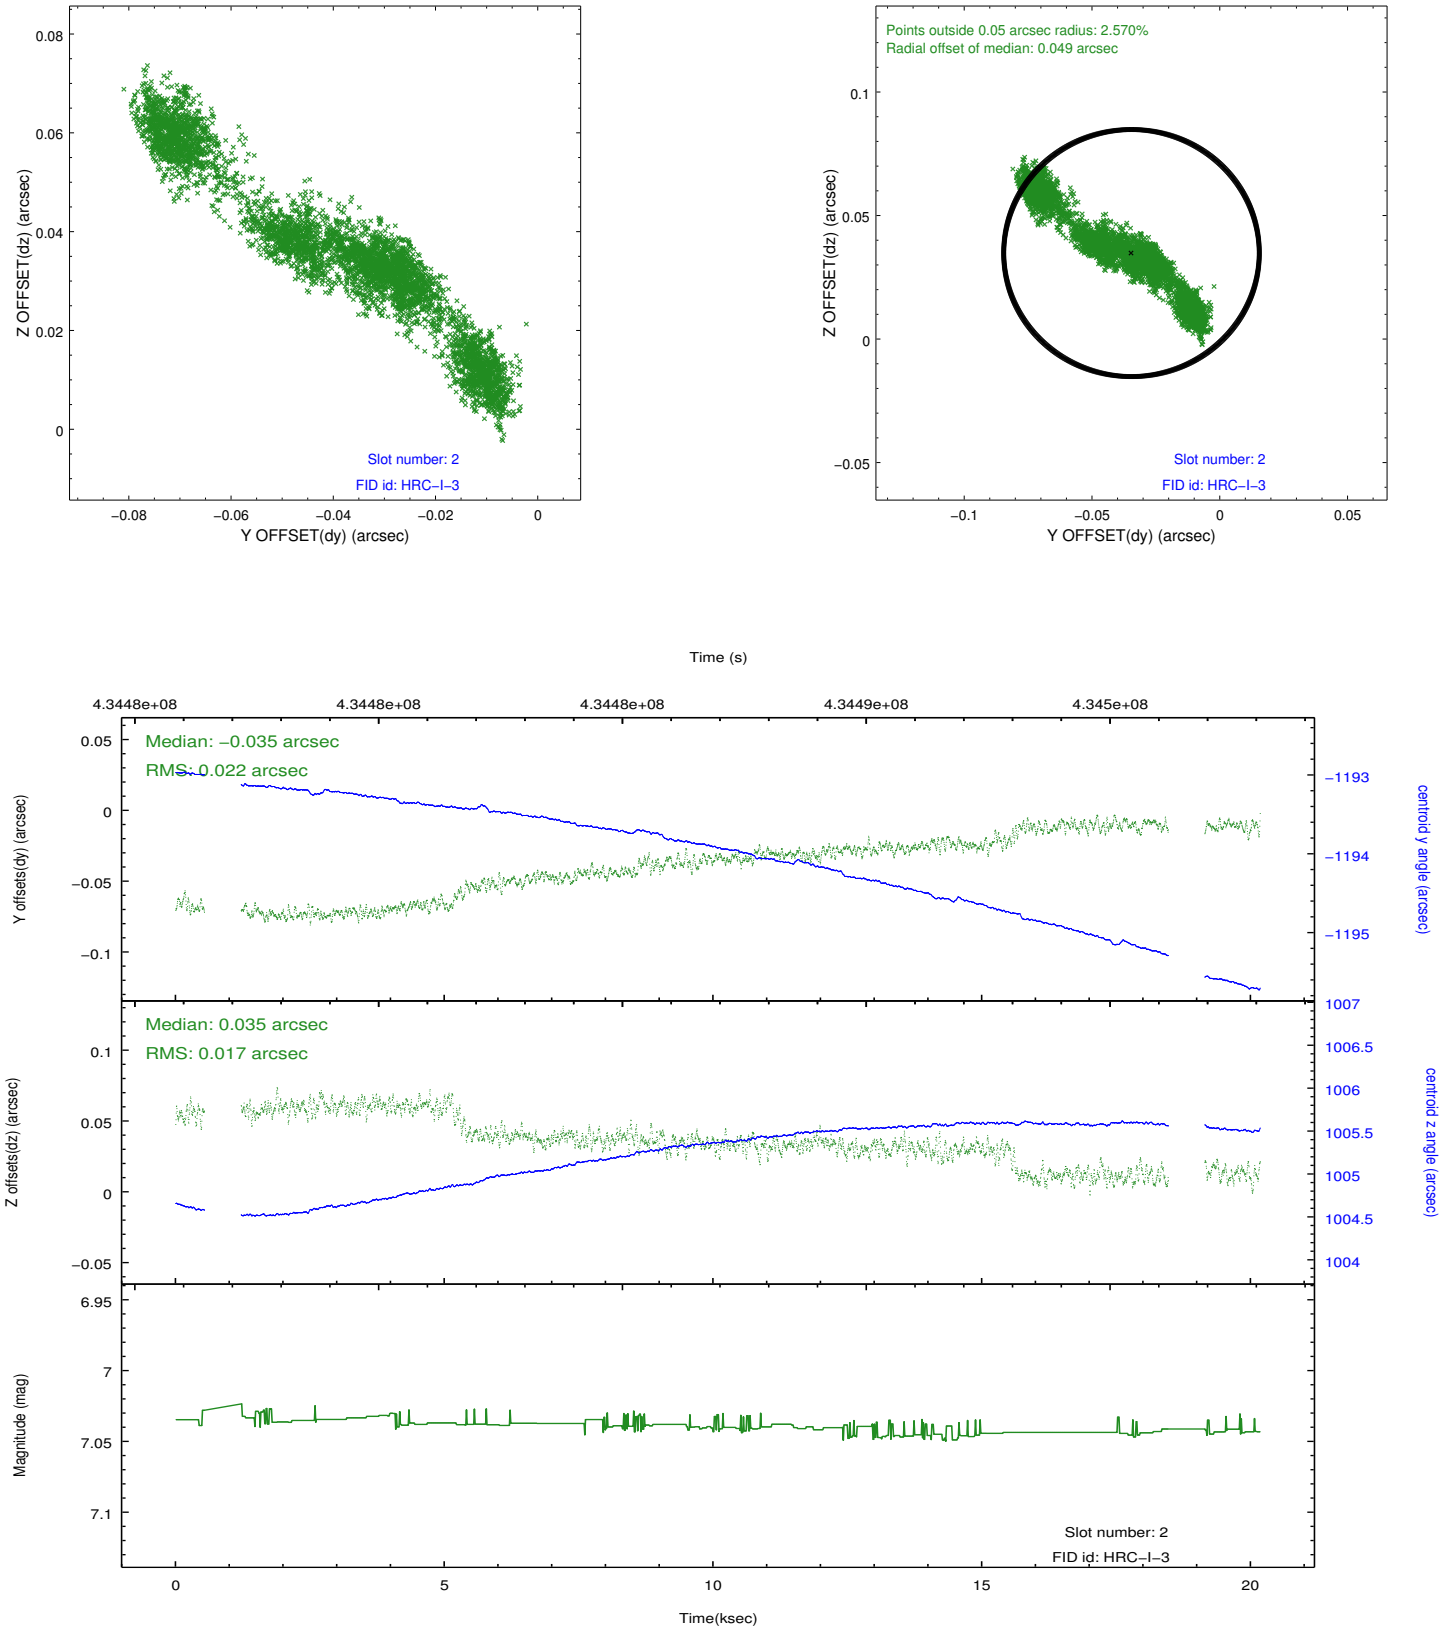 0.08
0.06
0.04
0.02
0
−0.08
−0.06
−0.04
−0.02
0
Z OFFSET(dz) (arcsec)
Y OFFSET(dy) (arcsec)
Slot number: 2
FID id: HRC−I−3
Points outside 0.05 arcsec radius: 2.570%
Radial offset of median: 0.049 arcsec
0.1
0.05
0
−0.05
−0.1
−0.05
0
0.05
Z OFFSET(dz) (arcsec)
Y OFFSET(dy) (arcsec)
Slot number: 2
FID id: HRC−I−3
Time (s)
4.3448e+08
4.3448e+08
4.3448e+08
4.3449e+08
4.345e+08
Median: −0.035 arcsec
RMS: 0.022 arcsec
0.05
0
−0.05
−0.1
Y offsets(dy) (arcsec)
−1193
−1194
−1195
centroid y angle (arcsec)
Median: 0.035 arcsec
RMS: 0.017 arcsec
0.1
0.05
0
−0.05
Z offsets(dz) (arcsec)
1007
1006.5
1006
1005.5
1005
1004.5
1004
centroid z angle (arcsec)
6.95
7
7.05
7.1
Magnitude (mag)
Slot number: 2
FID id: HRC−I−3
0
5
10
15
20
Time(ksec)